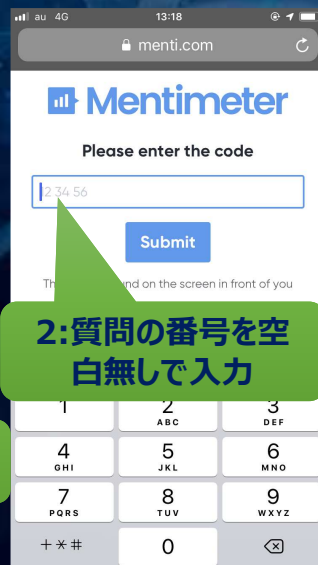 au 4G 13:18
menti.com
Mentimeter
Please enter the code
12 34 56
Submit
Th nd on the screen in front of you
2:質問の番号を空
白無しで入力
1 2 3
ABC DEF
4 5 6
GHI JKL MNO
7 8 9
PQRS TUV WXYZ
+*# 0